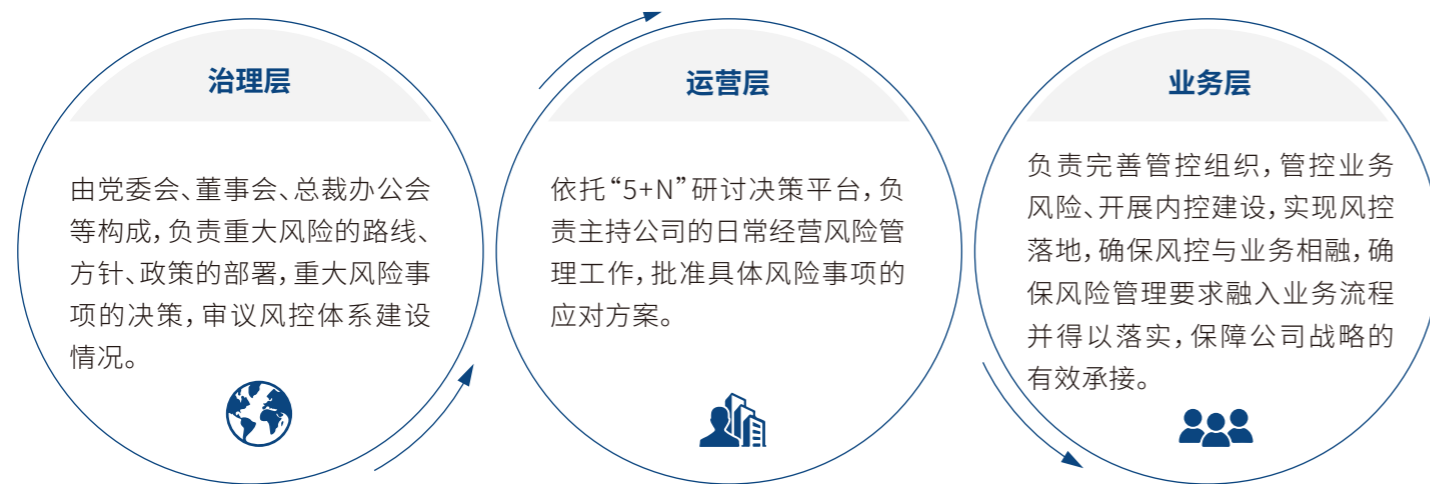 治理层
由党委会、董事会、总裁办公会
等构成，负责重大风险的路线、
方针、政策的部署，重大风险事
项的决策，审议风控体系建设
情况。
运营层
依托“5+N”研讨决策平台，负
责主持公司的日常经营风险管
理工作，批准具体风险事项的
应对方案。
业务层
负责完善管控组织，管控业务
风险、开展内控建设，实现风控
落地，确保风控与业务相融，确
保风险管理要求融入业务流程
并得以落实，保障公司战略的
有效承接。